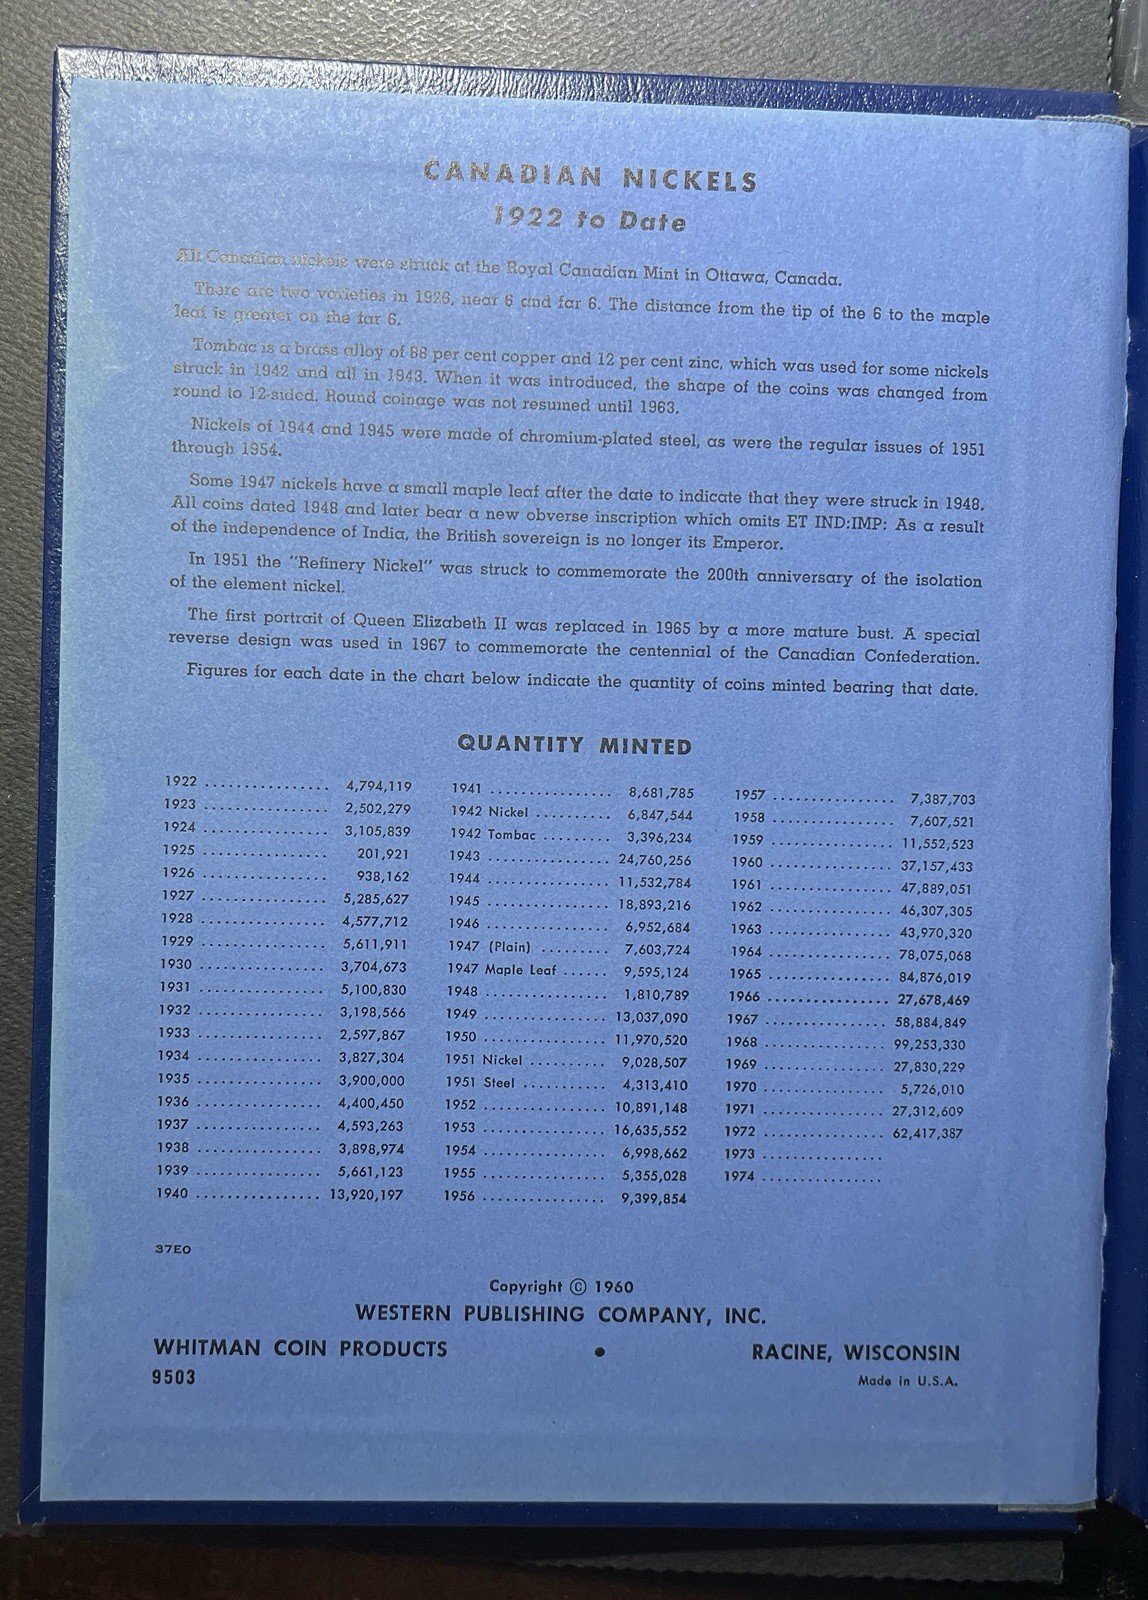 CANADIAN NICKELS
1922 to Date
All Canadian nickels were struck at the Royal Canadian Mint in Ottawa, Canada.
There are two varieties in 1926, near 6 and far 6. The distance from the tip of the 6 to the maple
leaf is greater on the far 6.
Tombac is a brass alloy of 88 per cent copper and 12 per cent zinc, which was used for some nickels
struck in 1942 and all in 1943. When it was introduced, the shape of the coins was changed from
round to 12-sided. Round coinage was not resumed until 1963.
Nickels of 1944 and 1945 were made of chromium-plated steel, as were the regular issues of 1951
through 1954.
Some 1947 nickels have a small maple leaf after the date to indicate that they were struck in 1948.
All coins dated 1948 and later bear a new obverse inscription which omits ET IND:IMP: As a result
of the independence of India, the British sovereign is no longer its Emperor.
In 1951 the "Refinery Nickel" was struck to commemorate the 200th anniversary of the isolation
of the element nickel.
The first portrait of Queen Elizabeth II was replaced in 1965 by a more mature bust. A special
reverse design was used in 1967 to commemorate the centennial of the Canadian Confederation.
Figures for each date in the chart below indicate the quantity of coins minted bearing that date.
QUANTITY MINTED
1922 ................ 4,794,119
1923 ................ 2,502,279
1924 ................ 3,105,839
1925 ................ 201,921
1926 ................ 938,162
1927 ................ 5,285,627
1928 ................ 4,577,712
1929 ................ 5,611,911
1930 ................ 3,704,673
1931 ................ 5,100,830
1932 ................ 3,198,566
1933 ................ 2,597,867
1934 ................ 3,827,304
1935 ................ 3,900,000
1936 ................ 4,400,450
1937 ................ 4,593,263
1938 ................ 3,898,974
1939 ................ 5,661,123
1940 ................ 13,920,197
1941 ................ 8,681,785
1942 Nickel .......... 6,847,544
1942 Tombac ......... 3,396,234
1943 ................ 24,760,256
1944 ................ 11,532,784
1945 ................ 18,893,216
1946 ................ 6,952,684
1947 (Plain) ......... 7,603,724
1947 Maple Leaf ...... 9,595,124
1948 ................ 1,810,789
1949 ................ 13,037,090
1950 ................ 11,970,520
1951 Nickel .......... 9,028,507
1951 Steel ........... 4,313,410
1952 ................ 10,891,148
1953 ................ 16,635,552
1954 ................ 6,998,662
1955 ................ 5,355,028
1956 ................ 9,399,854
1957 ................ 7,387,703
1958 ................ 7,607,521
1959 ................ 11,552,523
1960 ................ 37,157,433
1961 ................ 47,889,051
1962 ................ 46,307,305
1963 ................ 43,970,320
1964 ................ 78,075,068
1965 ................ 84,876,019
1966 ................ 27,678,469
1967 ................ 58,884,849
1968 ................ 99,253,330
1969 ................ 27,830,229
1970 ................ 5,726,010
1971 ................ 27,312,609
1972 ................ 62,417,387
1973 ................
1974 ................
37EO
Copyright © 1960
WESTERN PUBLISHING COMPANY, INC.
WHITMAN COIN PRODUCTS • RACINE, WISCONSIN
9503 Made in U.S.A.